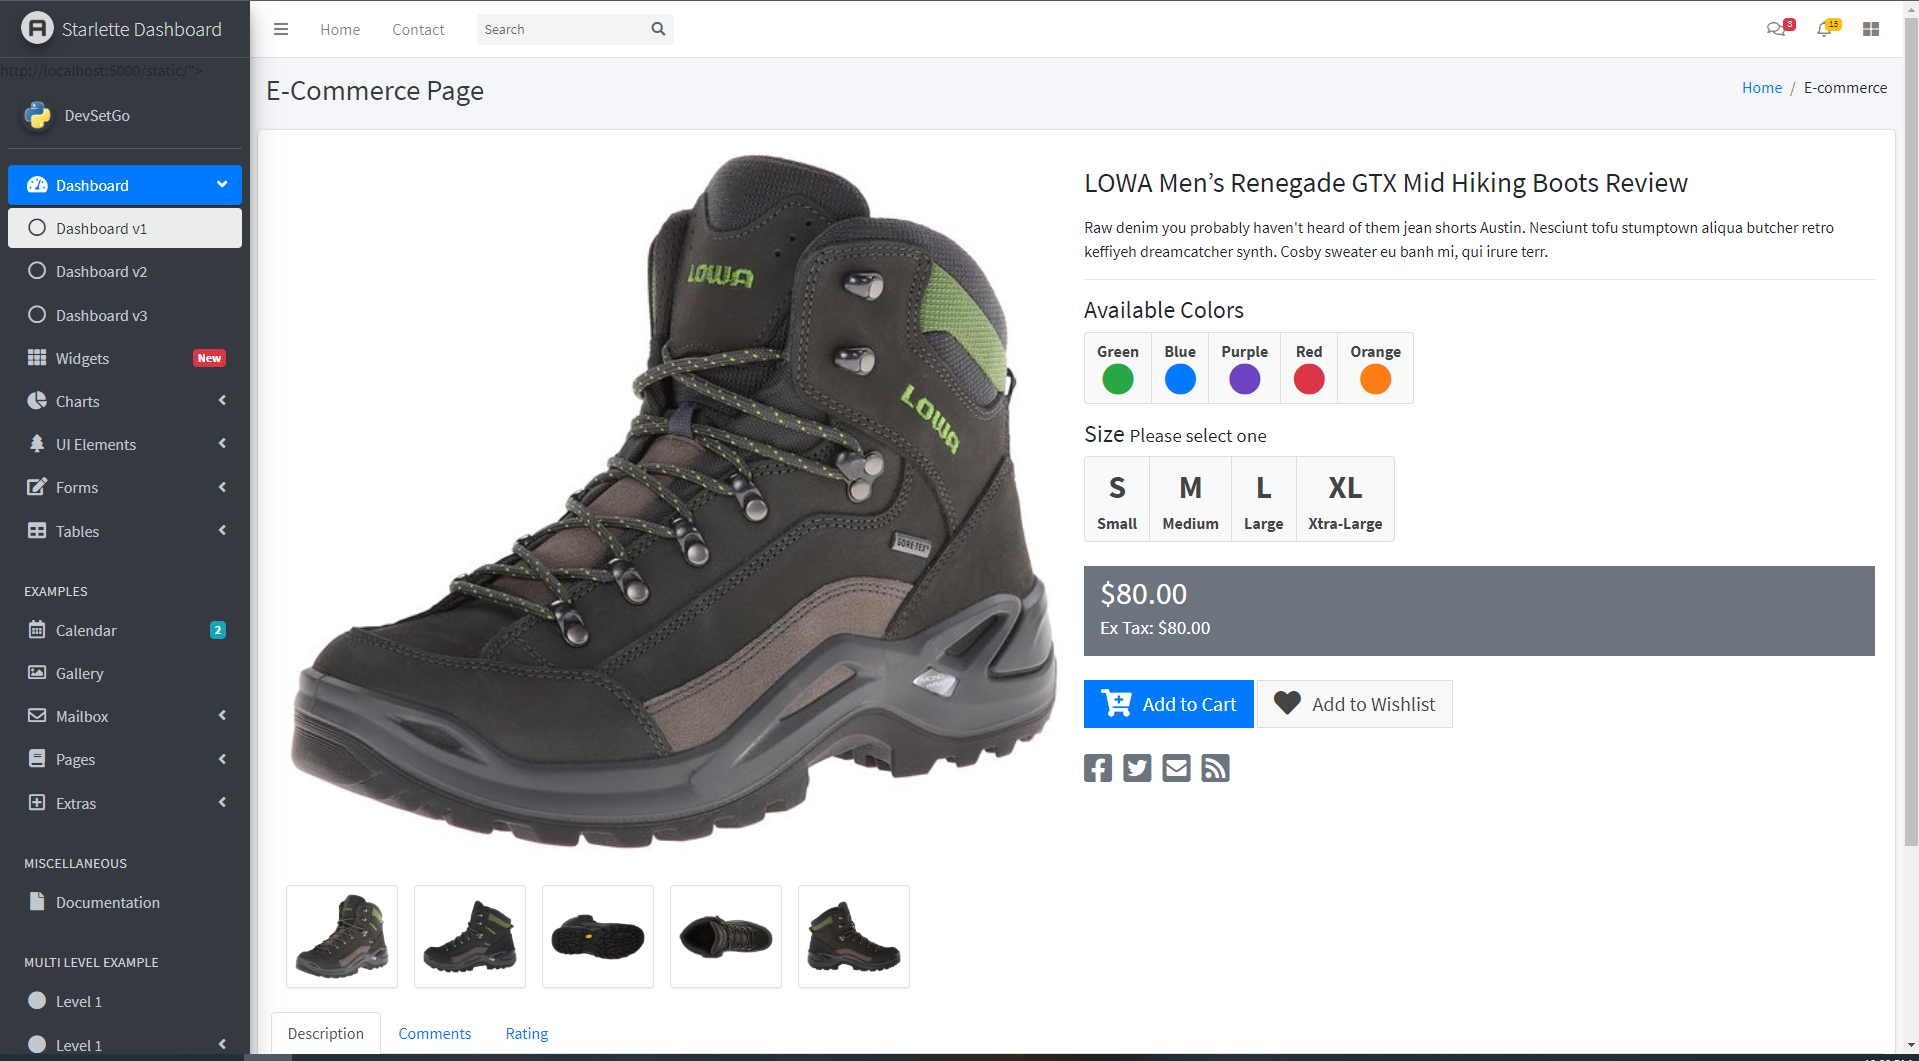 Starlette Dashboard
Home
Contact
Search
3
15
http://localhost:5000/static/">
DevSetGo
Dashboard
Dashboard v1
Dashboard v2
Dashboard v3
Widgets
New
Charts
UI Elements
Forms
Tables
EXAMPLES
Calendar
2
Gallery
Mailbox
Pages
Extras
MISCELLANEOUS
Documentation
MULTI LEVEL EXAMPLE
Level 1
Level 1
E-Commerce Page
Home / E-commerce
LOWA
LOWA
GORE-TEX
LOWA Men’s Renegade GTX Mid Hiking Boots Review
Raw denim you probably haven't heard of them jean shorts Austin. Nesciunt tofu stumptown aliqua butcher retro
keffiyeh dreamcatcher synth. Cosby sweater eu banh mi, qui irure terr.
Available Colors
Green Blue Purple Red Orange
Size Please select one
S M L XL
Small Medium Large Xtra-Large
$80.00
Ex Tax: $80.00
Add to Cart
Add to Wishlist
Description
Comments
Rating